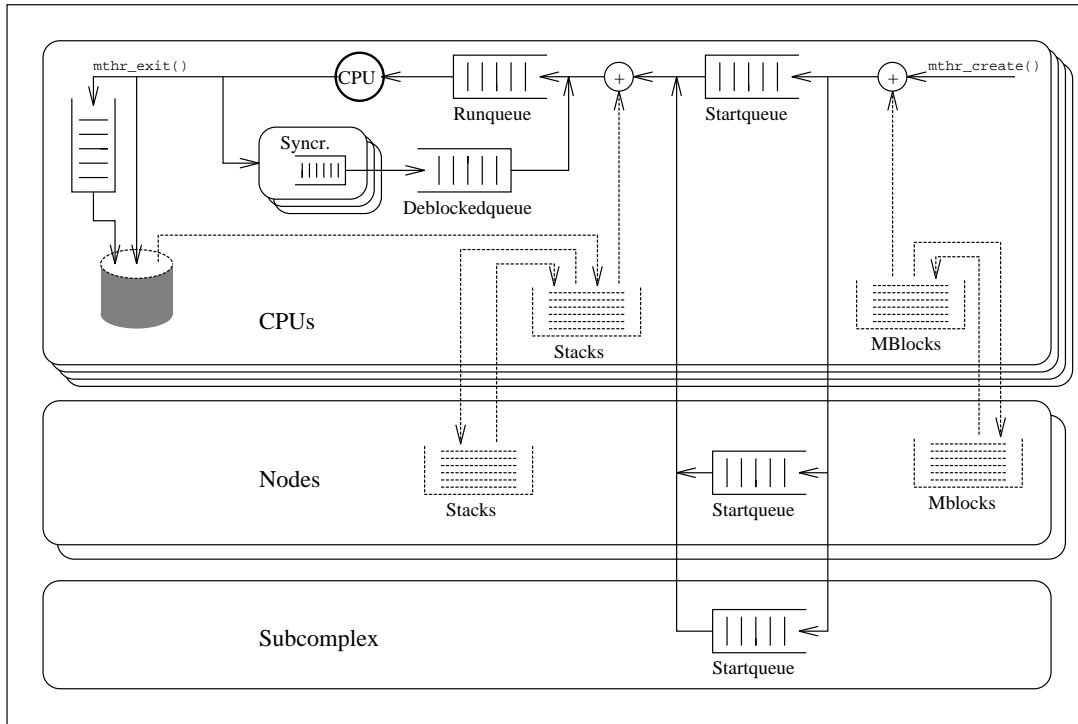 mthr_exit()
CPU
+
+
mthr_create()
Runqueue
Startqueue
Syncr.
Deblockedqueue
CPUs
Stacks
MBlocks
Nodes
Stacks
Startqueue
Mblocks
Subcomplex
Startqueue